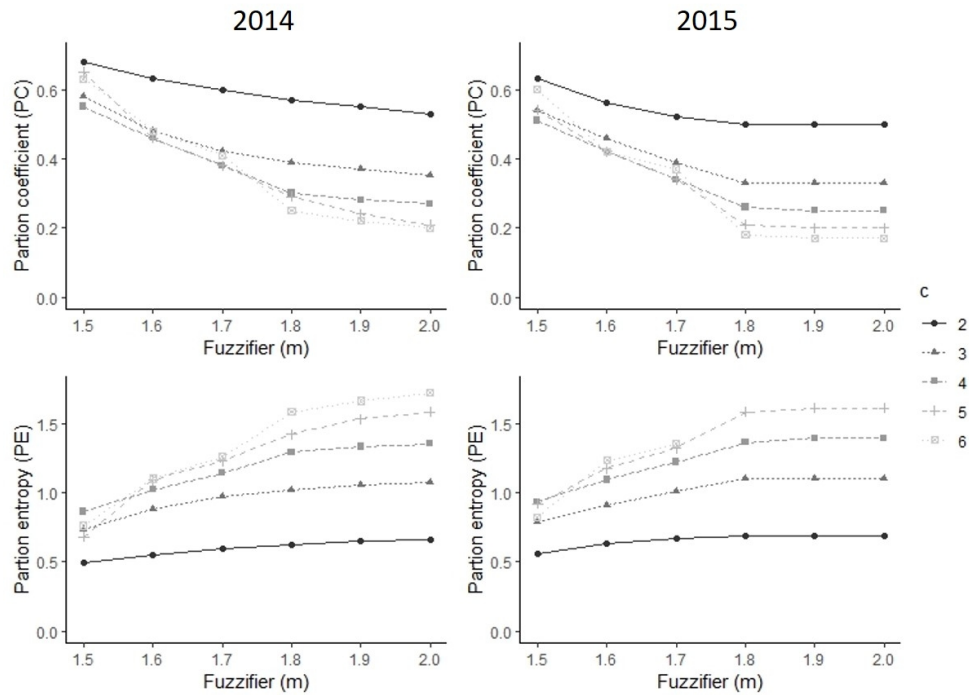 2014
2015
Partion coefficient (PC)
0.6
0.4
0.2
0.0
1.5 1.6 1.7 1.8 1.9 2.0
Fuzzifier (m)
Partion coefficient (PC)
0.6
0.4
0.2
0.0
1.5 1.6 1.7 1.8 1.9 2.0
Fuzzifier (m)
Partion entropy (PE)
1.5
1.0
0.5
0.0
1.5 1.6 1.7 1.8 1.9 2.0
Fuzzifier (m)
Partion entropy (PE)
1.5
1.0
0.5
0.0
1.5 1.6 1.7 1.8 1.9 2.0
Fuzzifier (m)
c
2
3
4
5
6